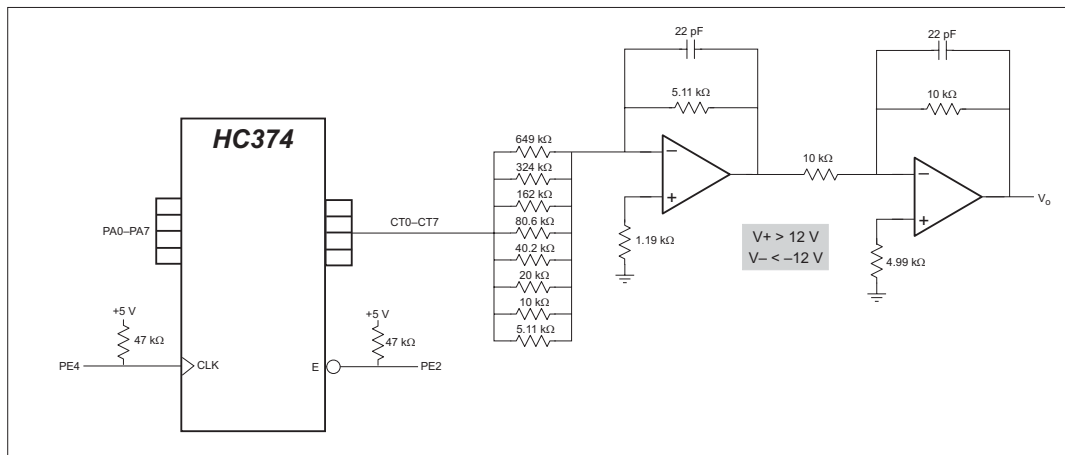 22 pF
22 pF
5.11 kΩ
10 kΩ
HC374
649 kΩ
324 kΩ
162 kΩ
80.6 kΩ
40.2 kΩ
20 kΩ
10 kΩ
5.11 kΩ
−
+
10 kΩ
−
+
Vo
PA0–PA7
CT0–CT7
1.19 kΩ
V+ > 12 V
V– < –12 V
4.99 kΩ
+5 V
47 kΩ
+5 V
47 kΩ
PE4
CLK
E
PE2